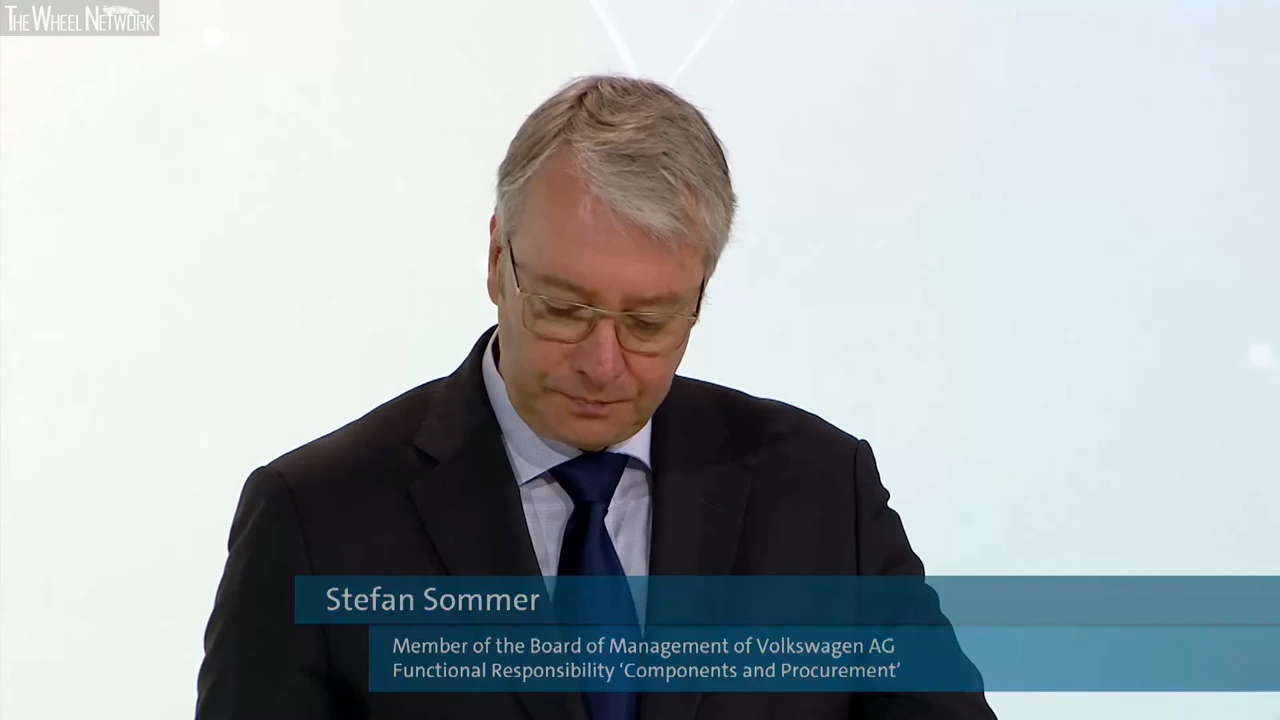 The Wheel Network
Stefan Sommer
Member of the Board of Management of Volkswagen AG
Functional Responsibility ‘Components and Procurement’